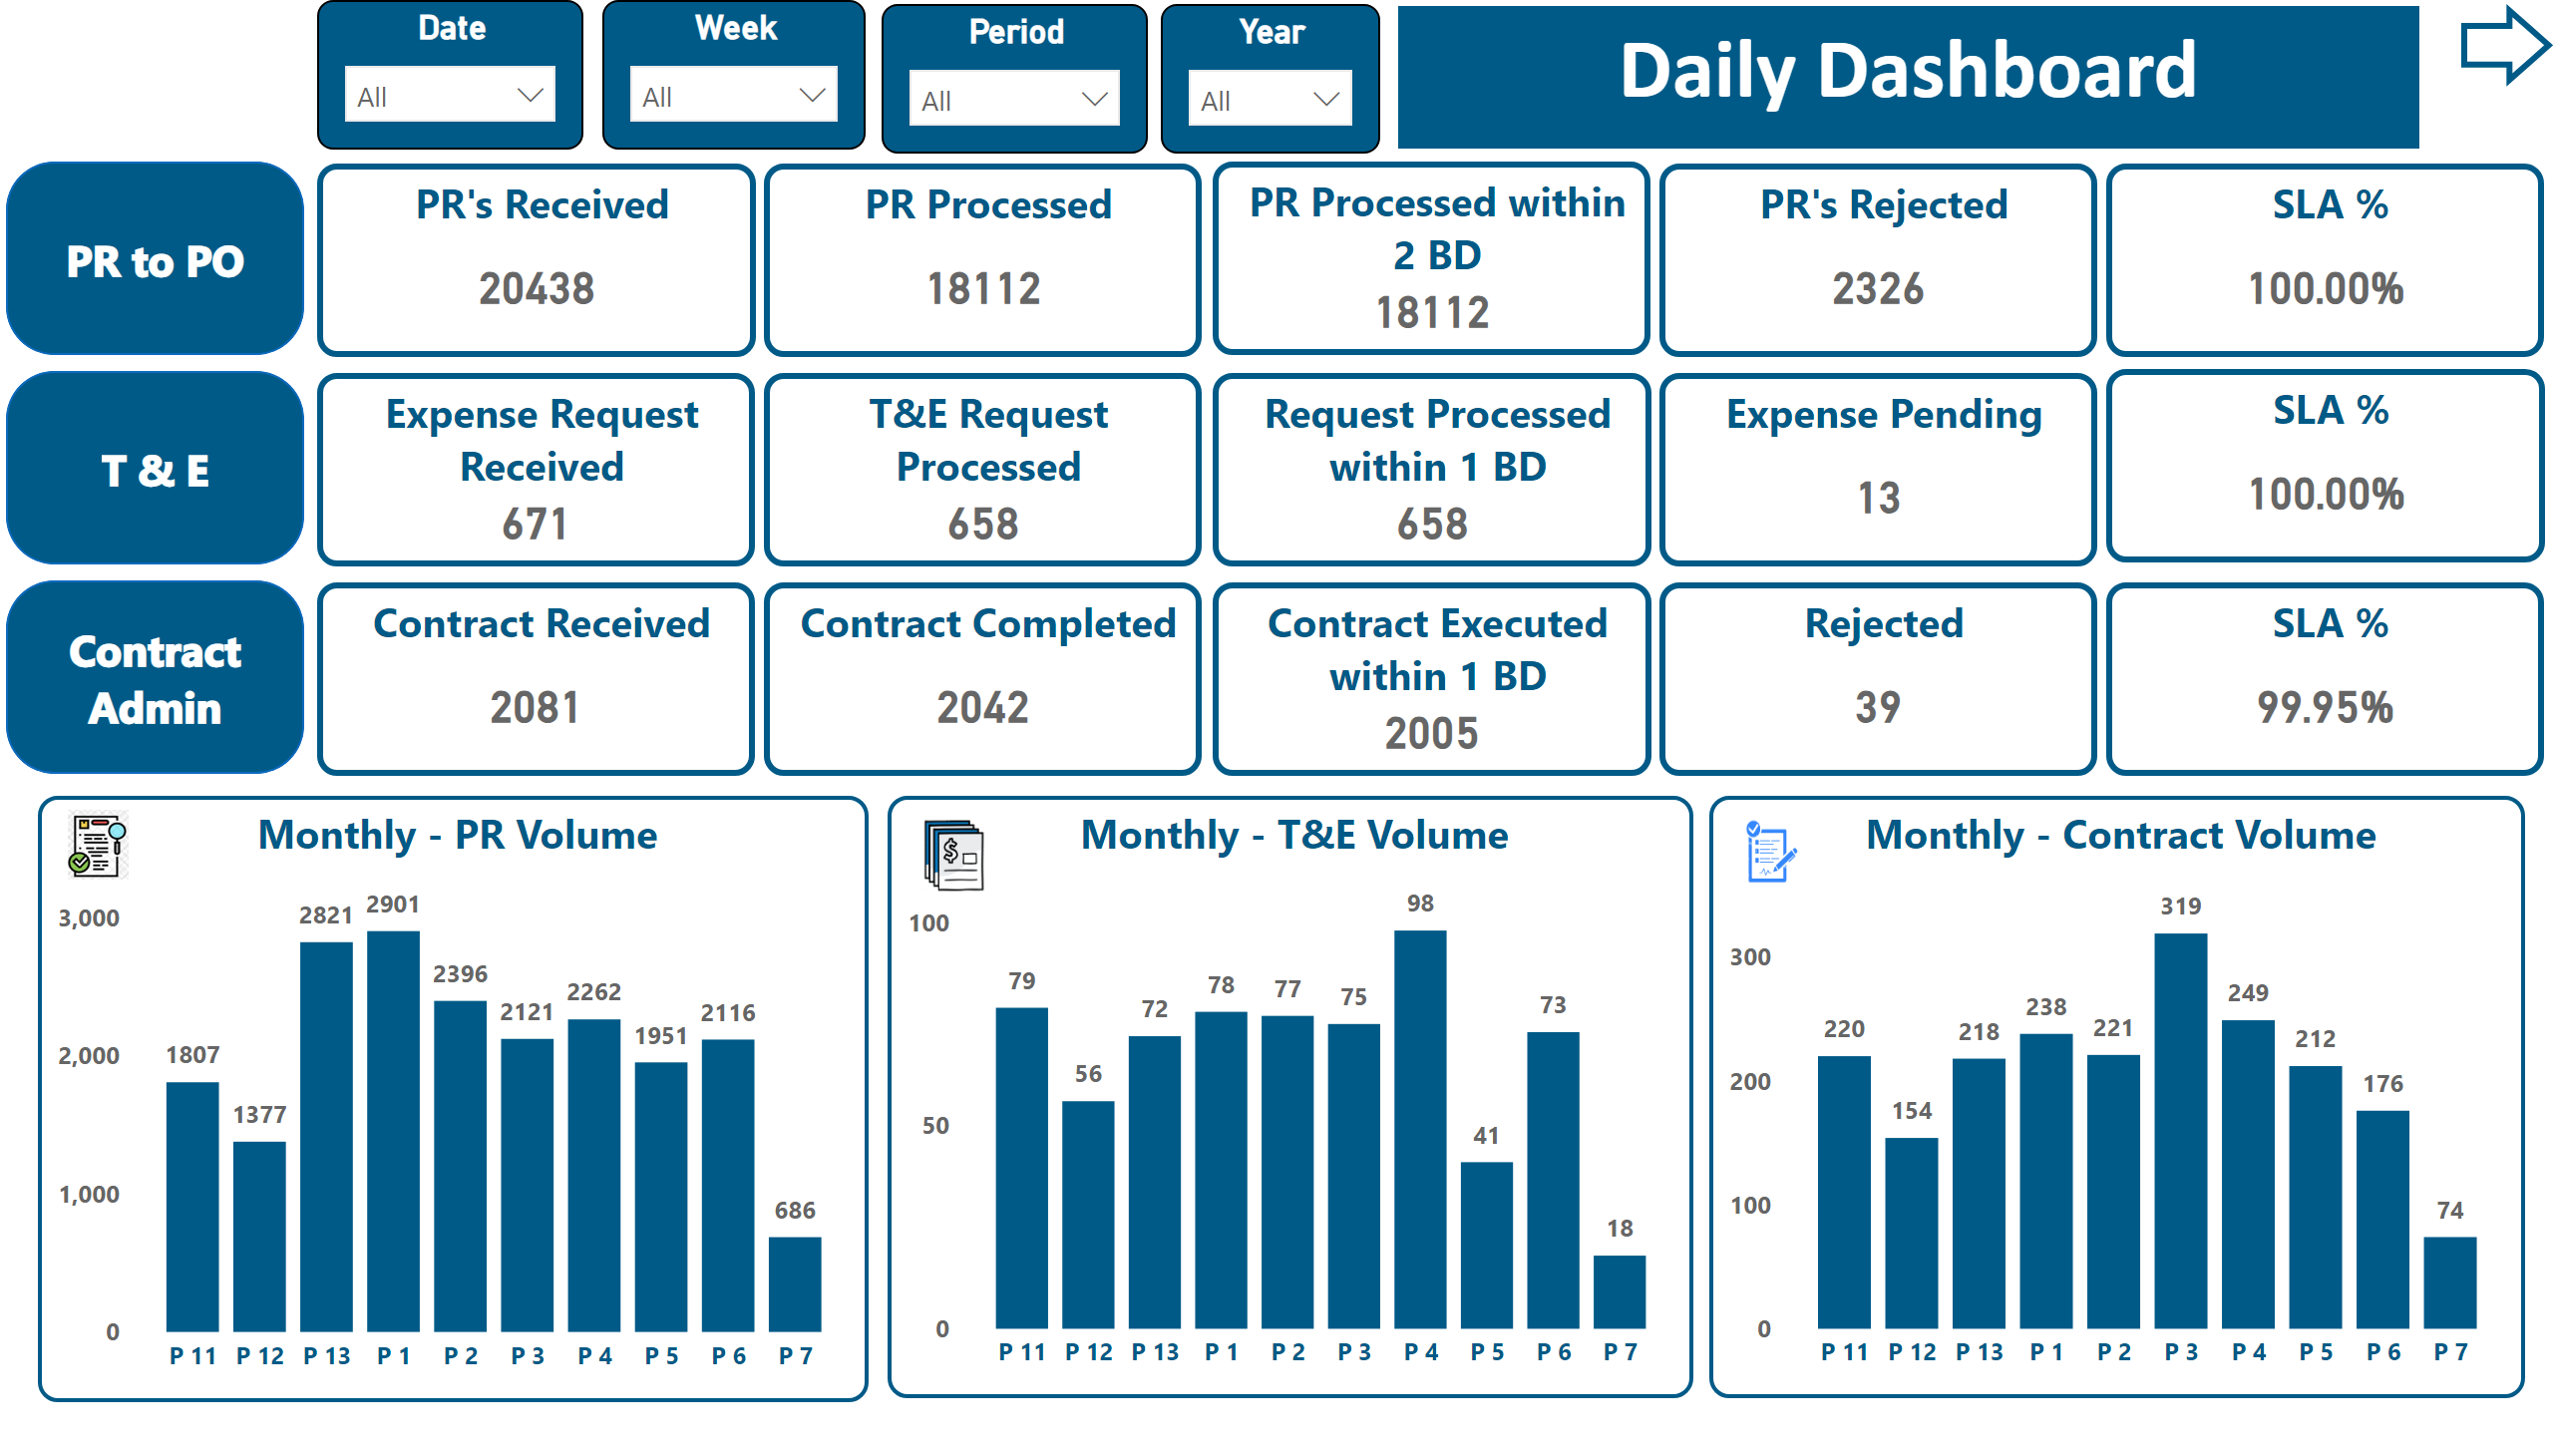 Date
Week
Period
Year
Daily Dashboard
All
All
All
All
PR to PO
PR's Received
20438
PR Processed
18112
PR Processed within
2 BD
18112
PR's Rejected
2326
SLA %
100.00%
T & E
Expense Request
Received
671
T&E Request
Processed
658
Request Processed
within 1 BD
658
Expense Pending
13
SLA %
100.00%
Contract
Admin
Contract Received
2081
Contract Completed
2042
Contract Executed
within 1 BD
2005
Rejected
39
SLA %
99.95%
Monthly - PR Volume
3,000
2,000
1,000
0
1807
1377
2821
2901
2396
2121
2262
1951
2116
686
P 11 P 12 P 13 P 1 P 2 P 3 P 4 P 5 P 6 P 7
Monthly - T&E Volume
$
100
50
0
79
56
72
78
77
75
98
41
73
18
P 11 P 12 P 13 P 1 P 2 P 3 P 4 P 5 P 6 P 7
Monthly - Contract Volume
300
200
100
0
220
154
218
238
221
319
249
212
176
74
P 11 P 12 P 13 P 1 P 2 P 3 P 4 P 5 P 6 P 7